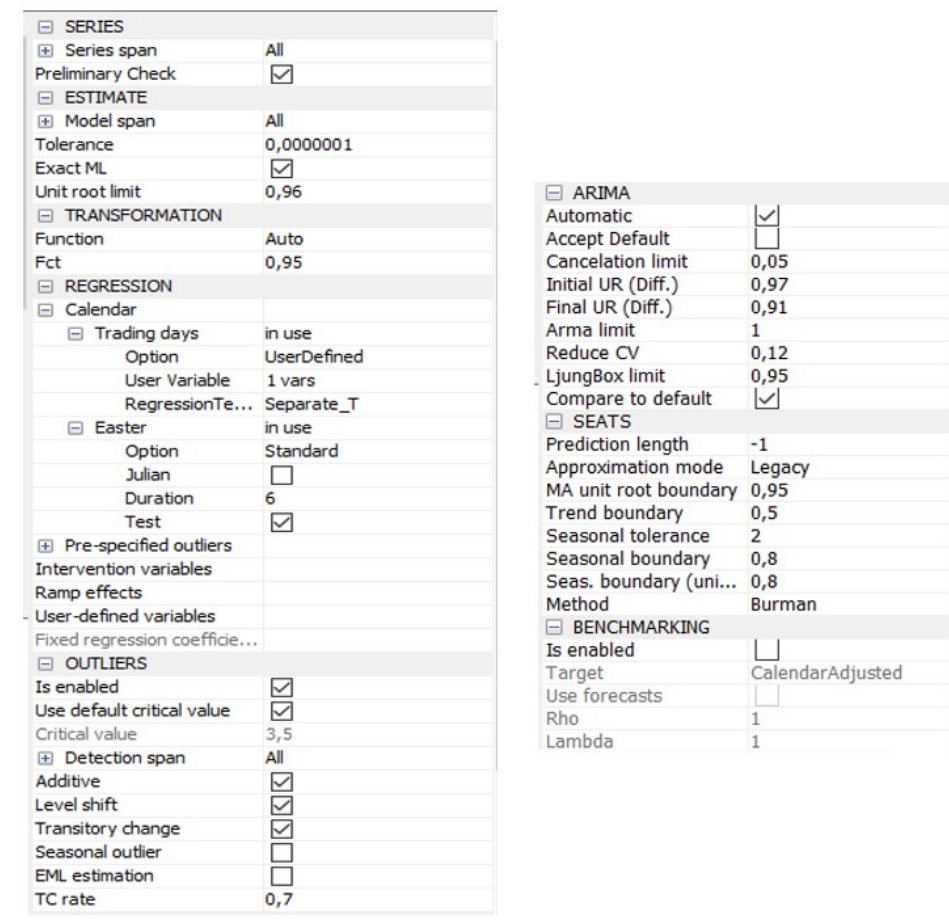 SERIES
Series span All
Preliminary Check
ESTIMATE
Model span All
Tolerance 0,0000001
Exact ML
Unit root limit 0,96
TRANSFORMATION
Function Auto
Fct 0,95
REGRESSION
Calendar
Trading days in use
Option UserDefined
User Variable 1 vars
RegressionTe... Separate_T
Easter in use
Option Standard
Julian
Duration 6
Test
Pre-specified outliers
Intervention variables
Ramp effects
User-defined variables
Fixed regression coefficie...
OUTLIERS
Is enabled
Use default critical value
Critical value 3,5
Detection span All
Additive
Level shift
Transitory change
Seasonal outlier
EML estimation
TC rate 0,7
ARIMA
Automatic
Accept Default
Cancelation limit 0,05
Initial UR (Diff.) 0,97
Final UR (Diff.) 0,91
Arma limit 1
Reduce CV 0,12
LjungBox limit 0,95
Compare to default
SEATS
Prediction length -1
Approximation mode Legacy
MA unit root boundary 0,95
Trend boundary 0,5
Seasonal tolerance 2
Seasonal boundary 0,8
Seas. boundary (uni... 0,8
Method Burman
BENCHMARKING
Is enabled
Target CalendarAdjusted
Use forecasts
Rho 1
Lambda 1